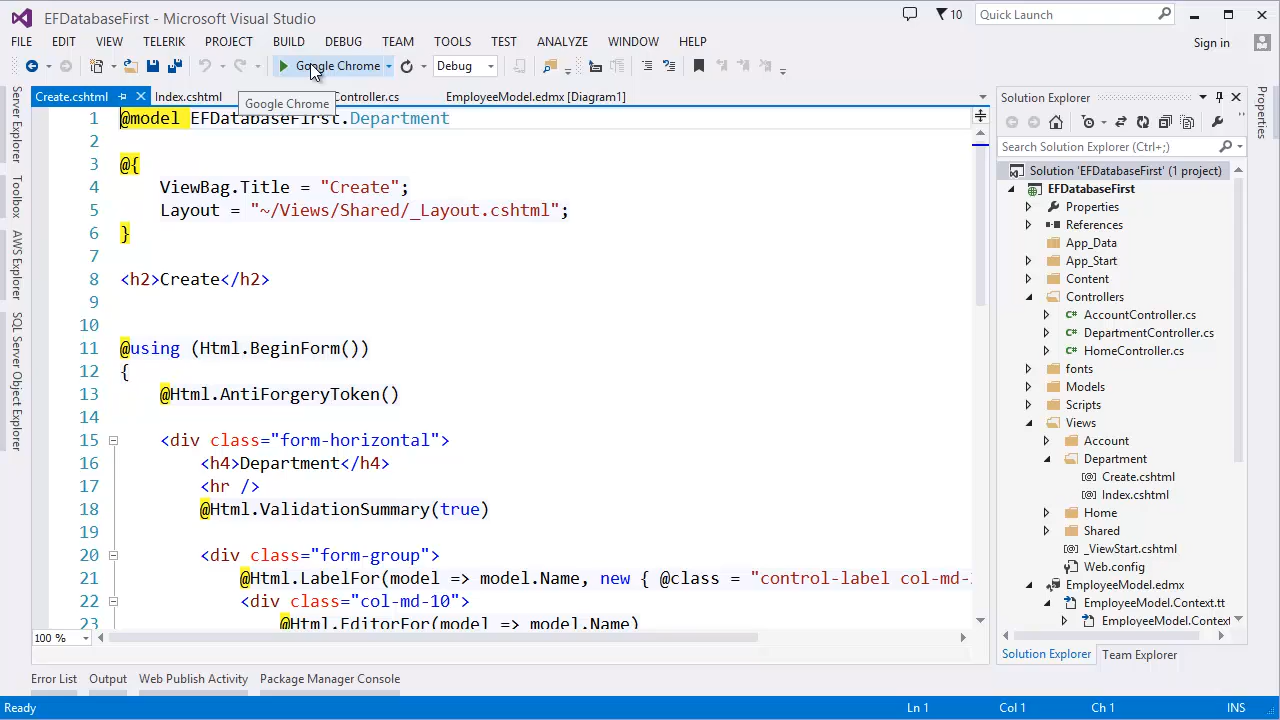 EFDatabaseFirst - Microsoft Visual Studio
10
Quick Launch
FILE EDIT VIEW TELERIK PROJECT BUILD DEBUG TEAM TOOLS TEST ANALYZE WINDOW HELP
Sign in
Google Chrome
Debug
Create.cshtml
Index.cshtml
Controller.cs
EmployeeModel.edmx [Diagram1]
Google Chrome
1 @model EFDatabaseFirst.Department
2
3 @{
4 ViewBag.Title = "Create";
5 Layout = "~/Views/Shared/_Layout.cshtml";
6 }
7
8 <h2>Create</h2>
9
10
11 @using (Html.BeginForm())
12 {
13 @Html.AntiForgeryToken()
14
15 <div class="form-horizontal">
16 <h4>Department</h4>
17 <hr />
18 @Html.ValidationSummary(true)
19
20 <div class="form-group">
21 @Html.LabelFor(model => model.Name, new { @class = "control-label col-md-
22 <div class="col-md-10">
23 @Html.EditorFor(model => model.Name)
100 %
Server Explorer
Toolbox
AWS Explorer
SQL Server Object Explorer
Solution Explorer
Search Solution Explorer (Ctrl+;)
Solution 'EFDatabaseFirst' (1 project)
EFDatabaseFirst
Properties
References
App_Data
App_Start
Content
Controllers
AccountController.cs
DepartmentController.cs
HomeController.cs
fonts
Models
Scripts
Views
Account
Department
Create.cshtml
Index.cshtml
Home
Shared
_ViewStart.cshtml
Web.config
EmployeeModel.edmx
EmployeeModel.Context.tt
EmployeeModel.Context
Solution Explorer
Team Explorer
Properties
Error List
Output
Web Publish Activity
Package Manager Console
Ready
Ln 1
Col 1
Ch 1
INS